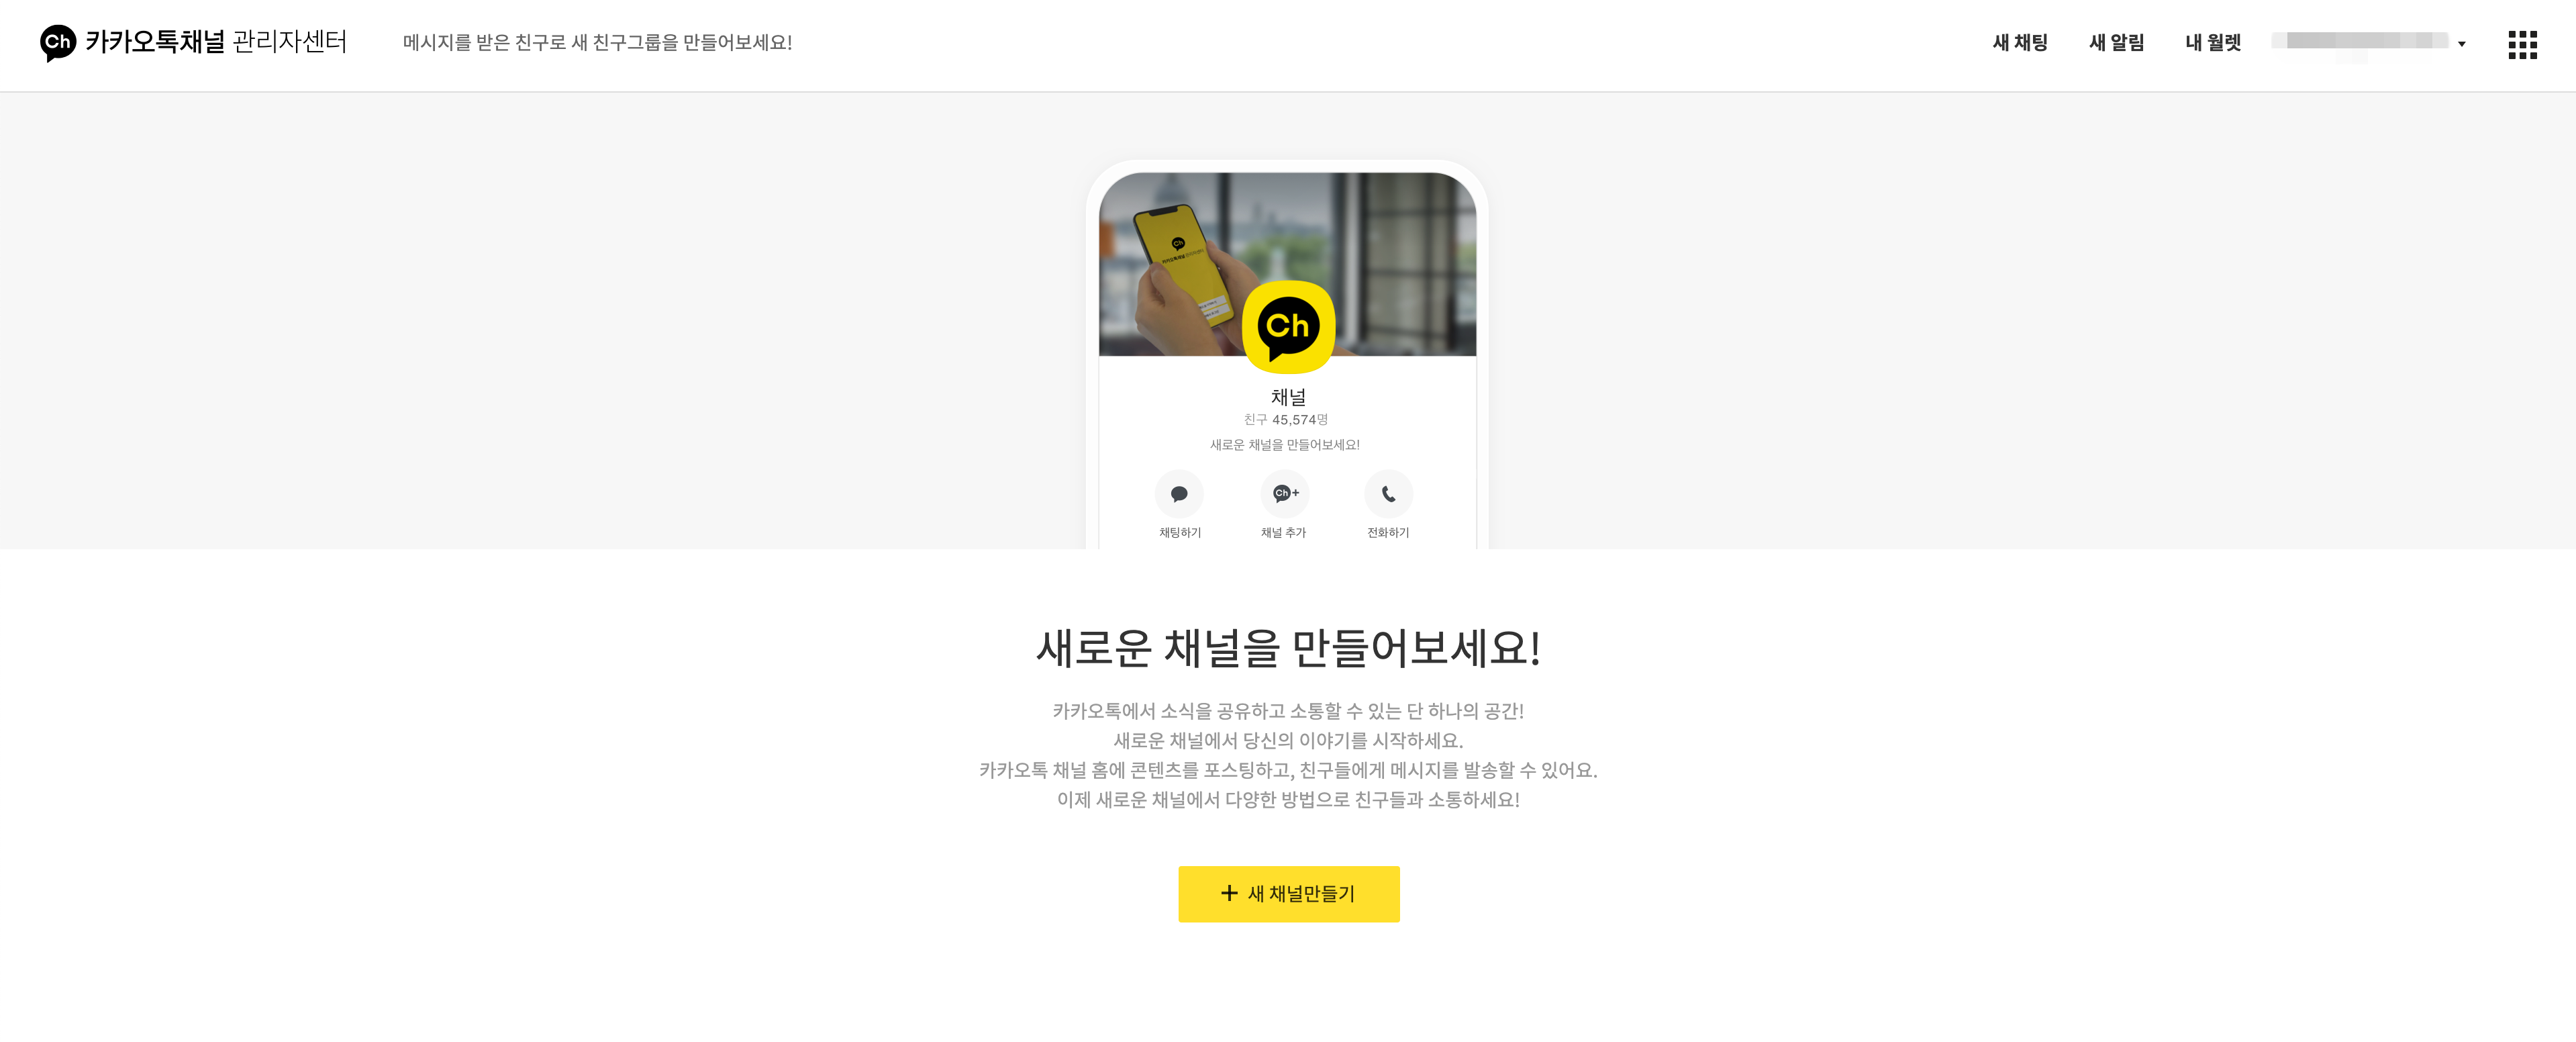 Ch 카카오톡채널 관리자센터
메시지를 받은 친구로 새 친구그룹을 만들어보세요!
새 채팅
새 알림
내 월렛
Ch
카카오톡채널
Ch
채널
친구 45,574명
새로운 채널을 만들어보세요!
Ch+
채팅하기
채널 추가
전화하기
새로운 채널을 만들어보세요!
카카오톡에서 소식을 공유하고 소통할 수 있는 단 하나의 공간!
새로운 채널에서 당신의 이야기를 시작하세요.
카카오톡 채널 홈에 콘텐츠를 포스팅하고, 친구들에게 메시지를 발송할 수 있어요.
이제 새로운 채널에서 다양한 방법으로 친구들과 소통하세요!
+ 새 채널만들기